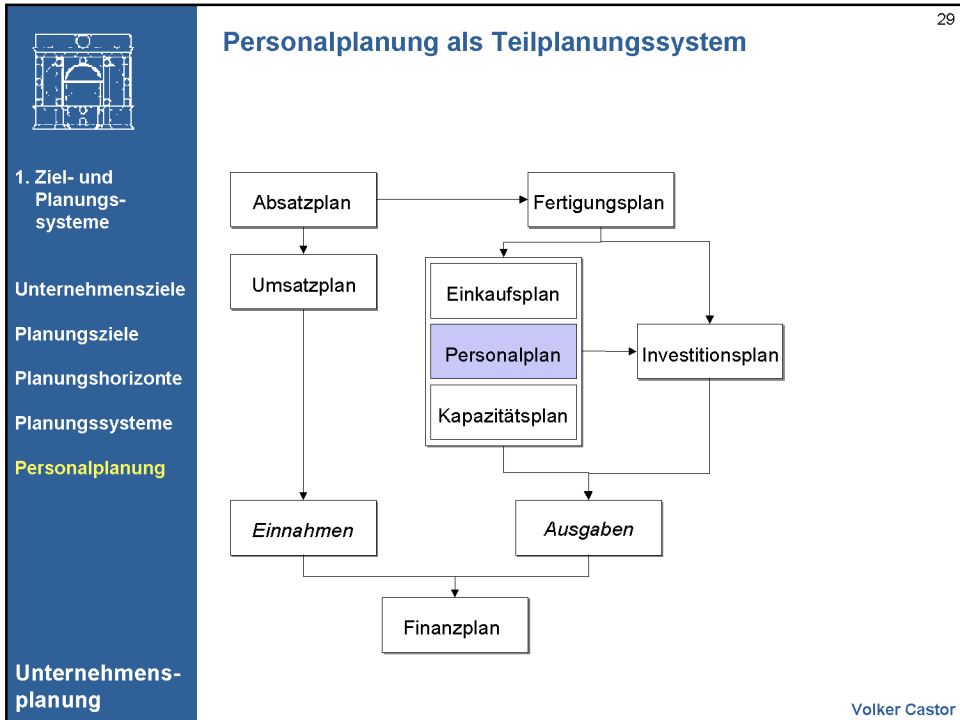 29
Personalplanung als Teilplanungssystem
1. Ziel- und
Planungs-
systeme
Unternehmensziele
Planungsziele
Planungshorizonte
Planungssysteme
Personalplanung
Unternehmens-
planung
Absatzplan
Fertigungsplan
Umsatzplan
Einkaufsplan
Personalplan
Investitionsplan
Kapazitätsplan
Einnahmen
Ausgaben
Finanzplan
Volker Castor